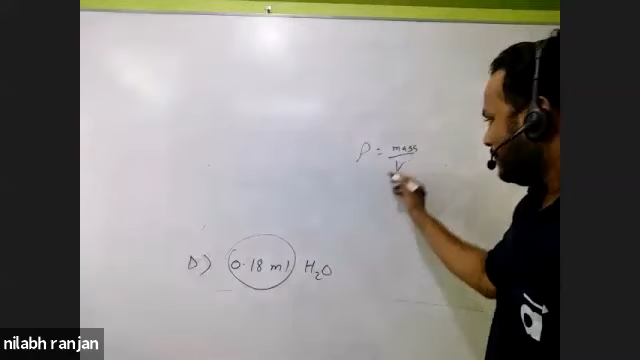 ρ = mass
V
D) 0.18 ml H₂O
nilabh ranjan